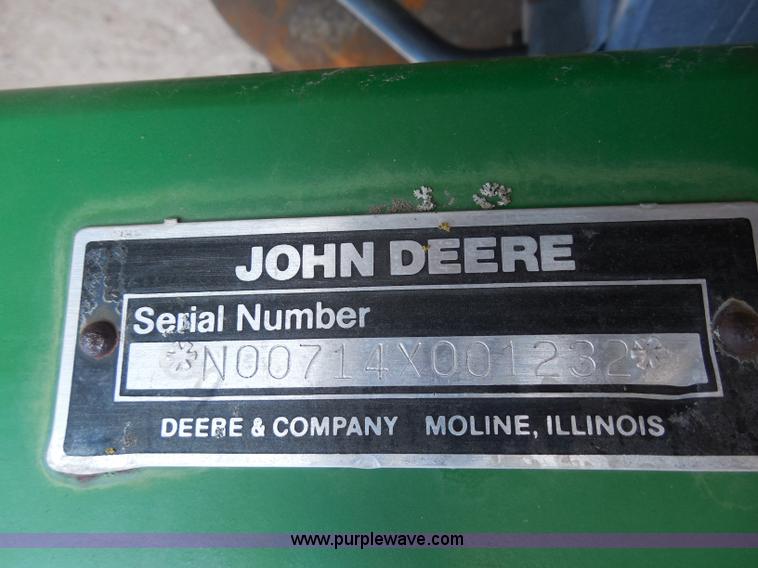 JOHN DEERE
Serial Number
*N00714X001232*
DEERE & COMPANY MOLINE, ILLINOIS
www.purplewave.com